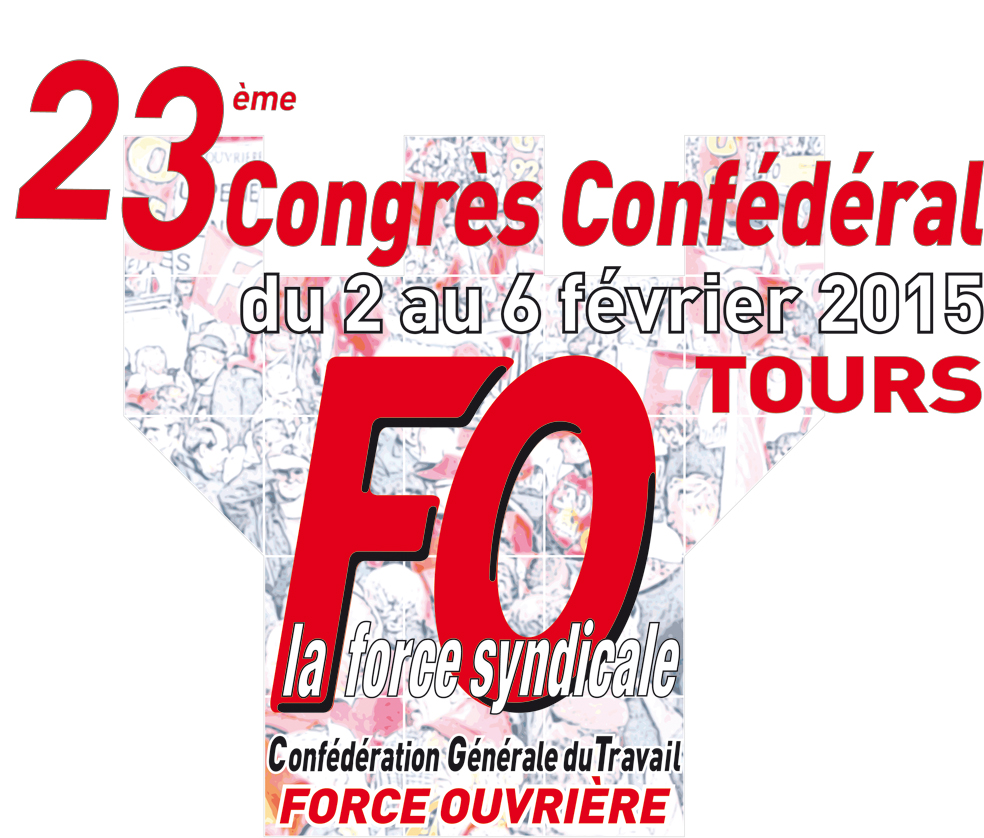 23ème
Congrès Confédéral
du 2 au 6 février 2015
TOURS
FO
la force syndicale
Confédération Générale du Travail
FORCE OUVRIÈRE